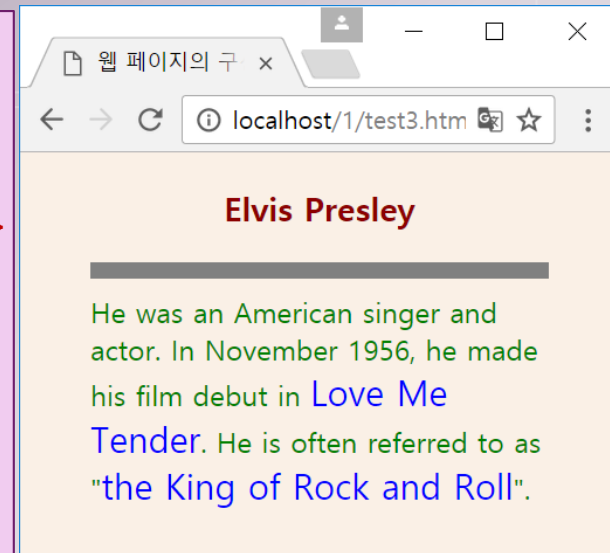 웹 페이지의 구
localhost/1/test3.htm
Elvis Presley
He was an American singer and
actor. In November 1956, he made
his film debut in Love Me
Tender. He is often referred to as
"the King of Rock and Roll".